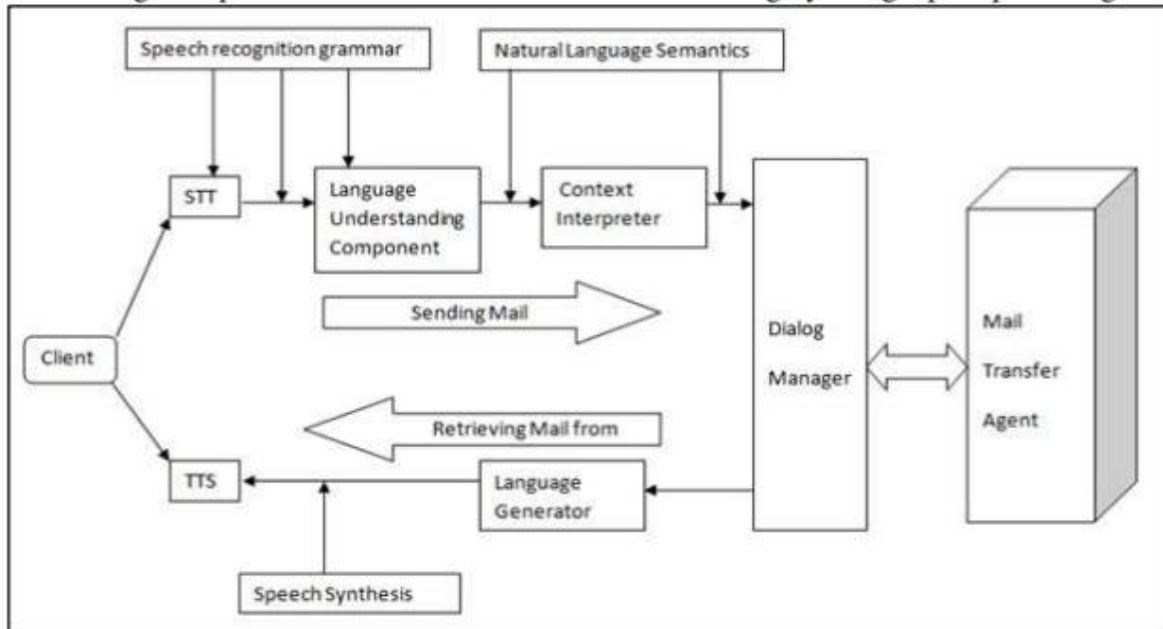 Speech recognition grammar
Natural Language Semantics
STT
Language
Understanding
Component
Context
Interpreter
Sending Mail
Client
Dialog
Manager
Mail
Transfer
Agent
Retrieving Mail from
TTS
Language
Generator
Speech Synthesis